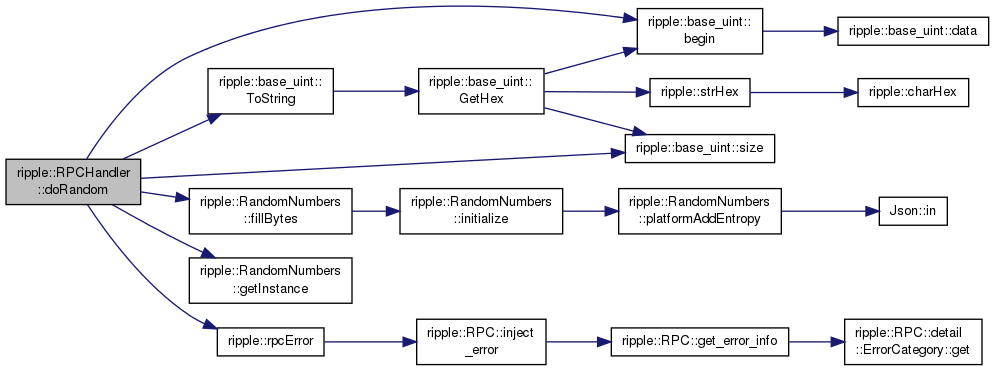 ripple::base_uint::
begin
ripple::base_uint::data
ripple::base_uint::
ToString
ripple::base_uint::
GetHex
ripple::strHex
ripple::charHex
ripple::base_uint::size
ripple::RPCHandler
::doRandom
ripple::RandomNumbers
::fillBytes
ripple::RandomNumbers
::initialize
ripple::RandomNumbers
::platformAddEntropy
Json::in
ripple::RandomNumbers
::getInstance
ripple::rpcError
ripple::RPC::inject
_error
ripple::RPC::get_error_info
ripple::RPC::detail
::ErrorCategory::get